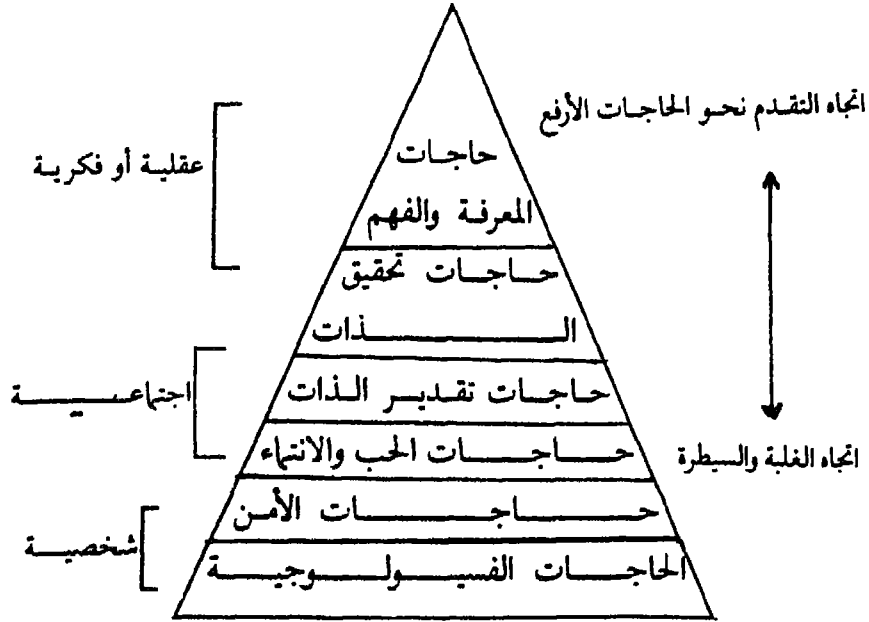 اتجاه التقدم نحو الحاجات الأرفع
حاجات
المعرفة والفهم
عقلية أو فكرية
حاجات تحقيق
الذات
حاجات تقدير الذات
اجتماعية
حاجات الحب والانتماء
اتجاه الغلبة والسيطرة
حاجات الأمن
شخصية
الحاجات الفسيولوجية